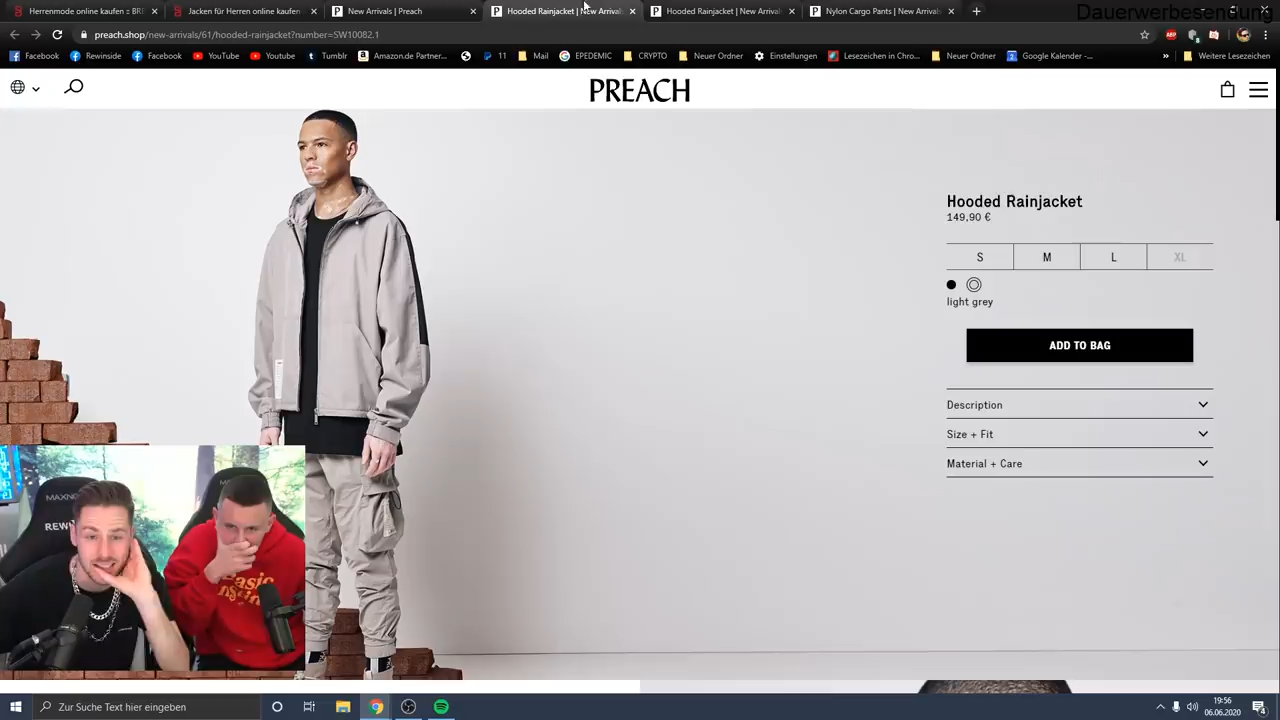 Herrenmode online kaufen = BR
Jacken für Herren online kaufen
New Arrivals | Preach
Hooded Rainjacket | New Arrivals
Hooded Rainjacket | New Arrivals
Nylon Cargo Pants | New Arrivals
Dauerwerbesendung
preach.shop/new-arrivals/61/hooded-rainjacket?number=SW10082.1
Facebook
Rewinside
Facebook
YouTube
Youtube
Tumblr
Amazon.de Partner...
11
Mail
EPEDEMIC
CRYPTO
Neuer Ordner
Einstellungen
Lesezeichen in Chro...
Neuer Ordner
Google Kalender -...
»
Weitere Lesezeichen
PREACH
Hooded Rainjacket
149,90 €
S M L XL
light grey
ADD TO BAG
Description
Size + Fit
Material + Care
MAXNO
REW
Zur Suche Text hier eingeben
19:56
06.06.2020